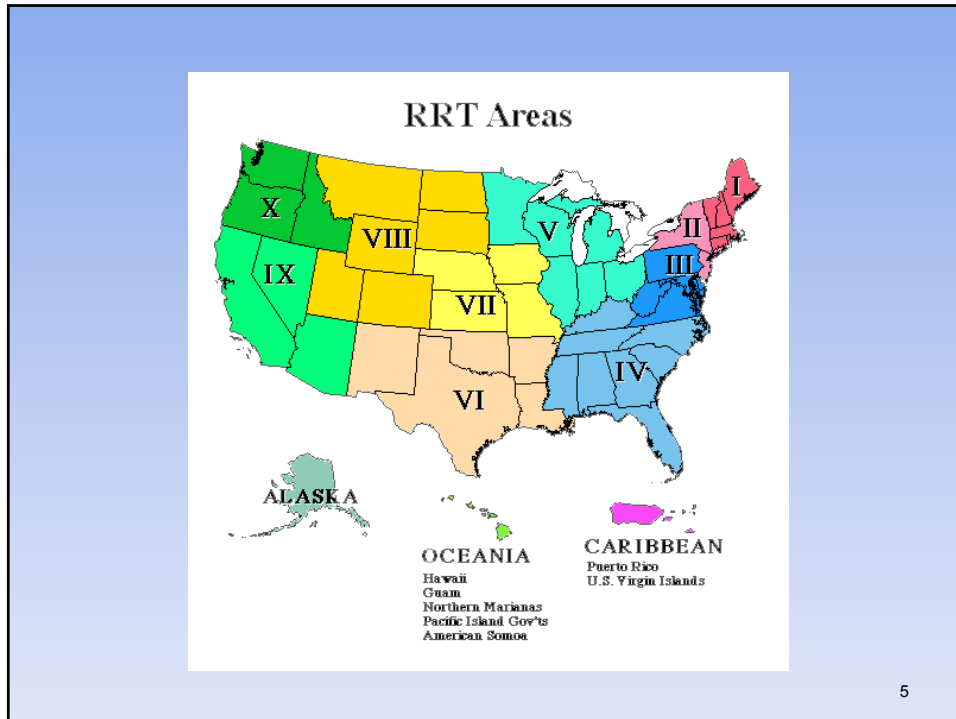 RRT Areas
I
II
X
V
VIII
III
IX
VII
IV
VI
ALASKA
OCEANIA
Hawaii
Guam
Northern Marianas
Pacific Island Gov'ts
American Somoa
CARIBBEAN
Puerto Rico
U.S. Virgin Islands
5